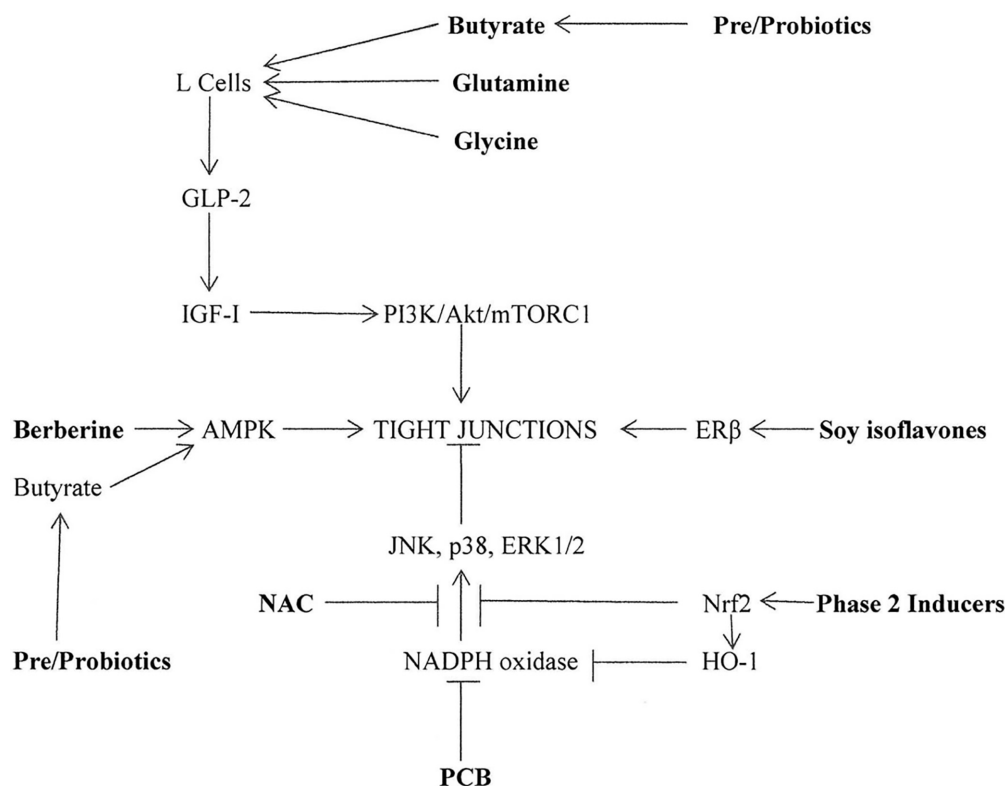 Butyrate Pre/Probiotics
L Cells Glutamine
Glycine
GLP-2
IGF-I PI3K/Akt/mTORC1
Berberine AMPK TIGHT JUNCTIONS ERβ Soy isoflavones
Butyrate
JNK, p38, ERK1/2
NAC Nrf2 Phase 2 Inducers
Pre/Probiotics NADPH oxidase HO-1
PCB